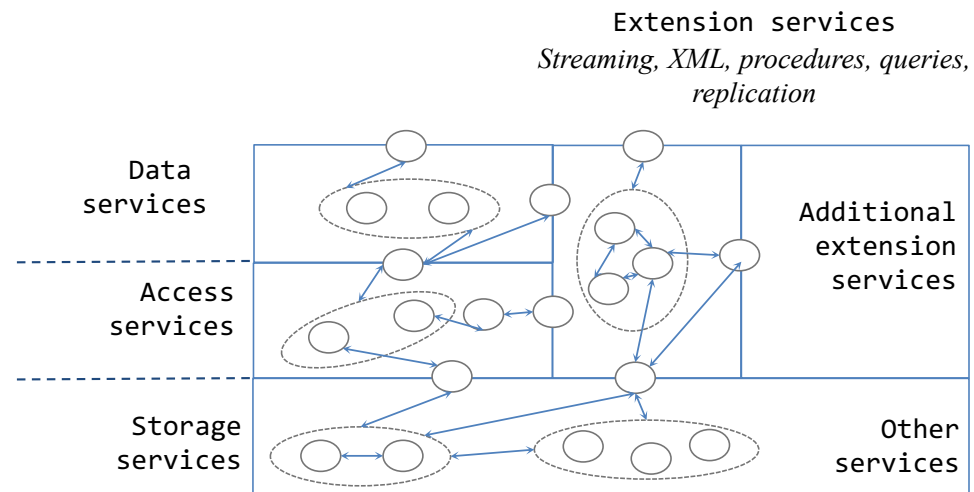 Extension services
Streaming, XML, procedures, queries,
replication
Data
services
Additional
extension
services
Access
services
Storage
services
Other
services